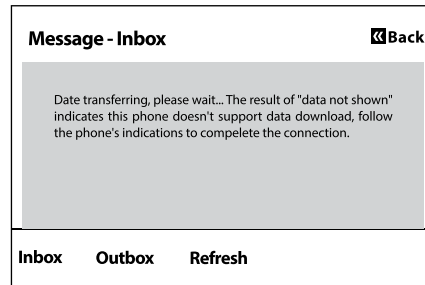 Message - Inbox
Back
Date transferring, please wait... The result of "data not shown"
indicates this phone doesn't support data download, follow
the phone's indications to compelete the connection.
Inbox Outbox Refresh